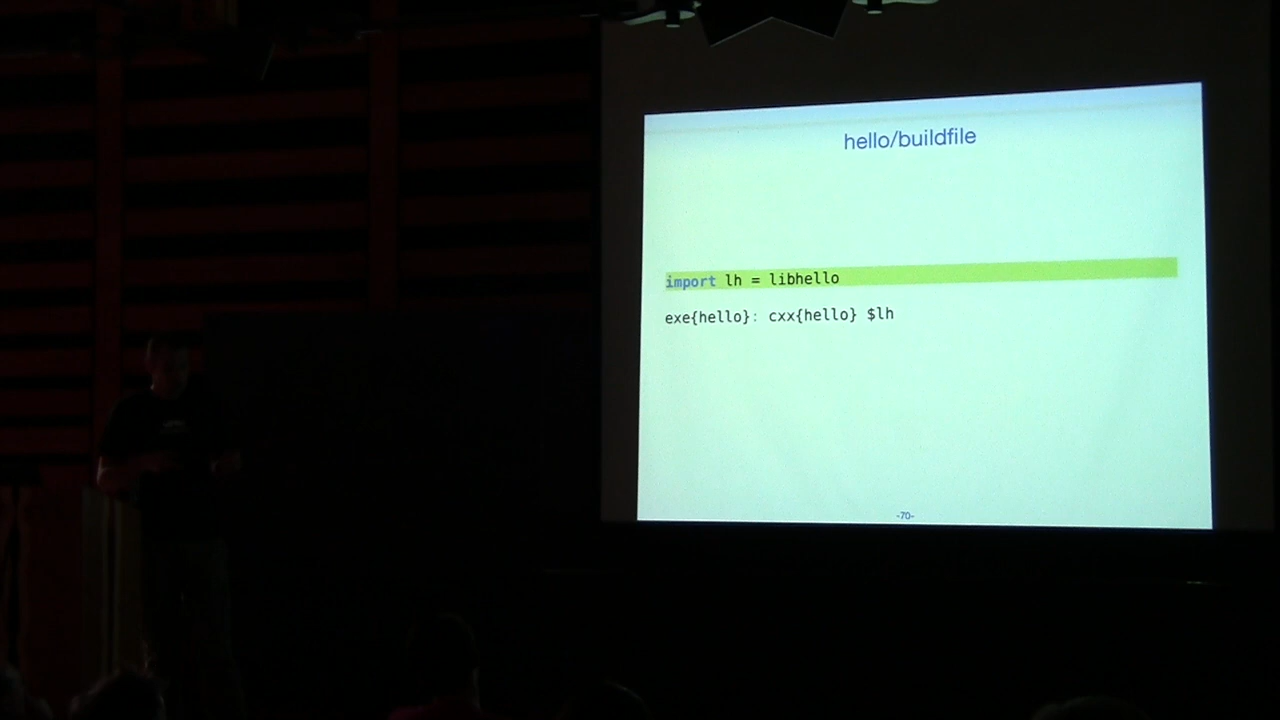 hello/buildfile
import lh = libhello
exe{hello}: cxx{hello} $lh
-70-